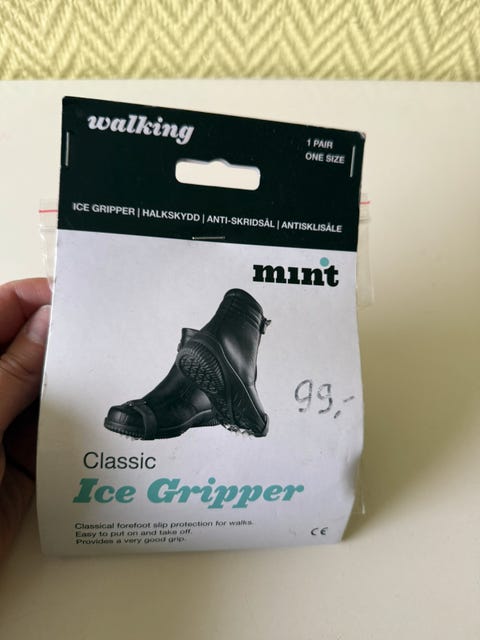 walking
1 PAIR
ONE SIZE
ICE GRIPPER | HALKSKYDD | ANTI-SKRIDSÅL | ANTISKLISÅLE
mint
99,-
Classic
Ice Gripper
Classical forefoot slip protection for walks.
Easy to put on and take off.
Provides a very good grip.
CE